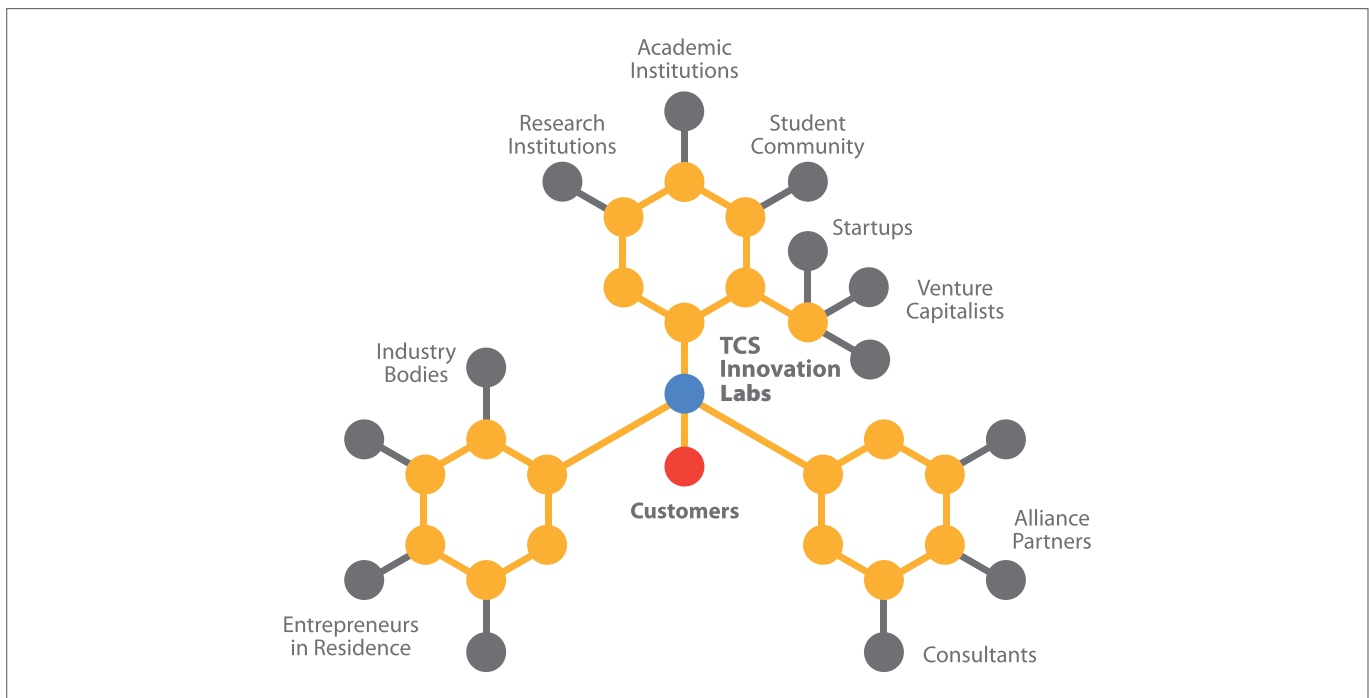 Academic
Institutions
Research
Institutions
Student
Community
Startups
Venture
Capitalists
TCS
Innovation
Labs
Industry
Bodies
Customers
Alliance
Partners
Entrepreneurs
in Residence
Consultants